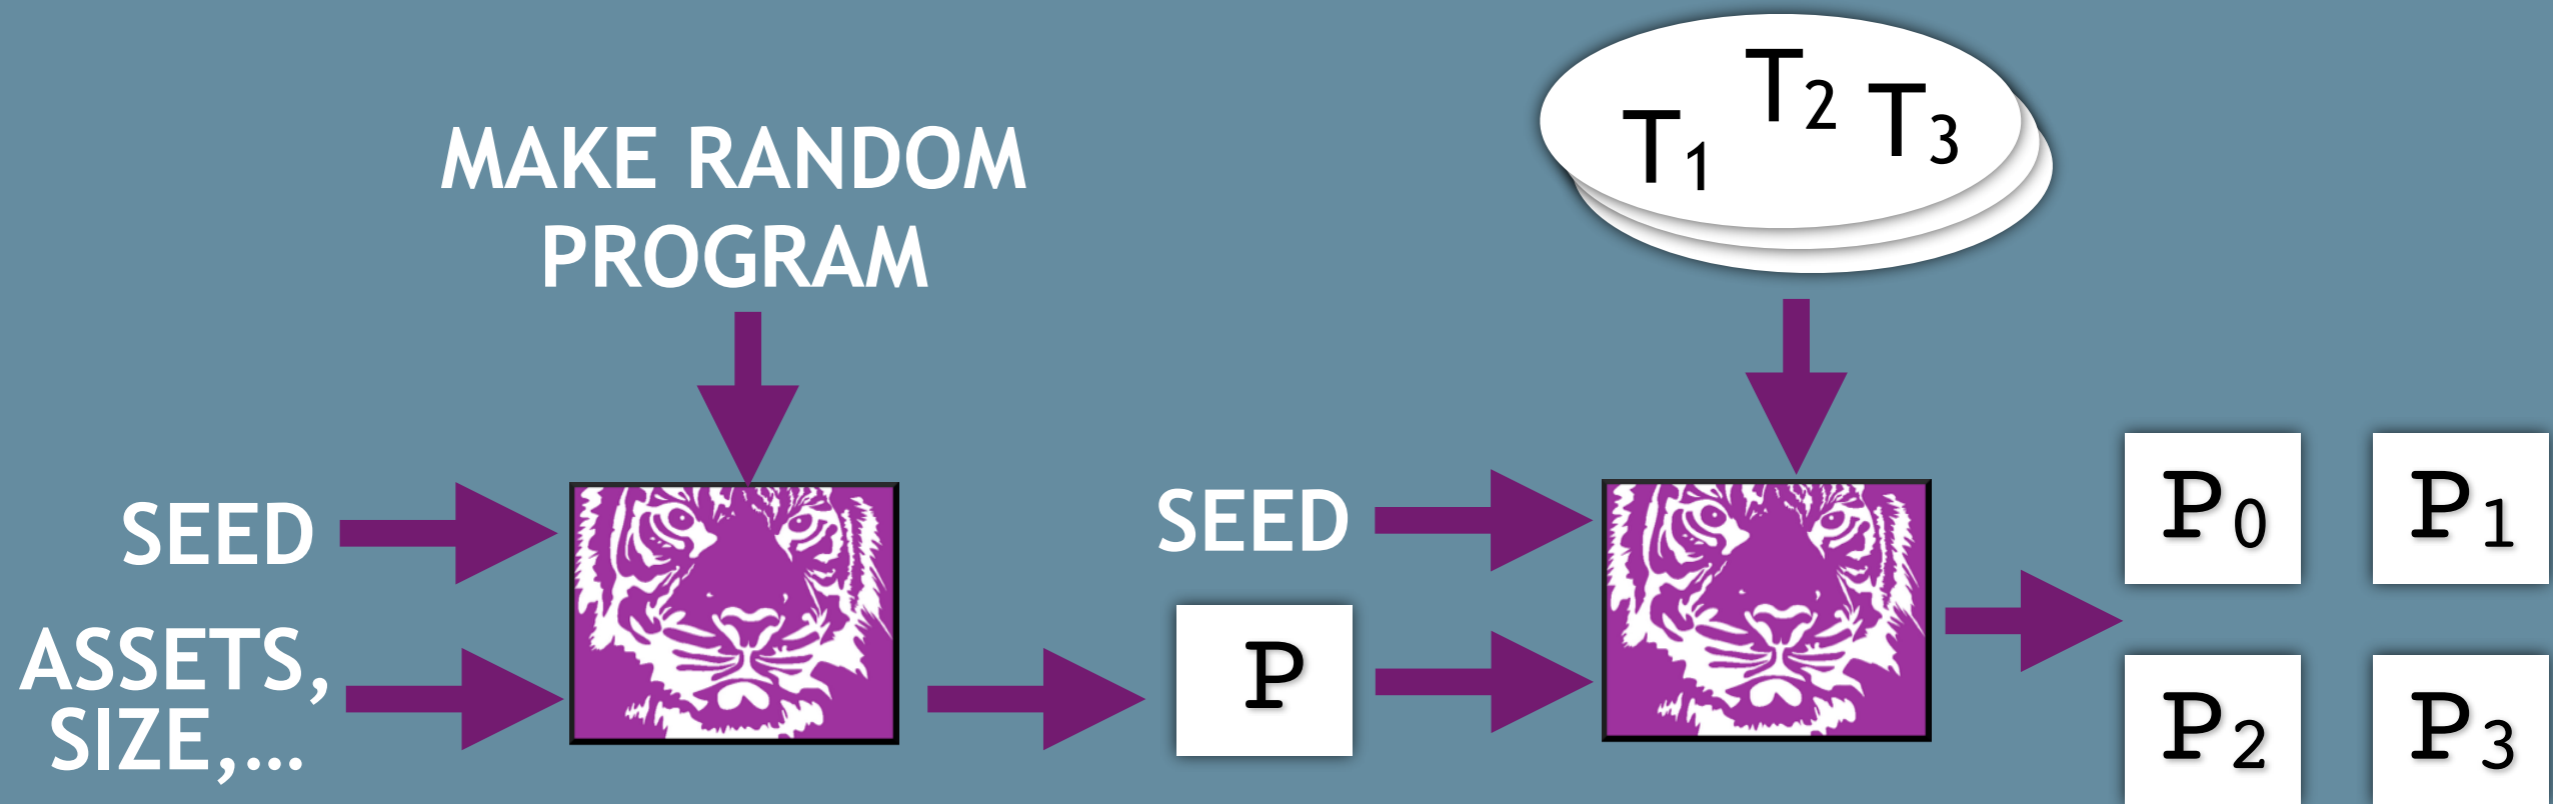 MAKE RANDOM
PROGRAM
T1 T2 T3
SEED
ASSETS,
SIZE,...
SEED
P
P0 P1
P2 P3